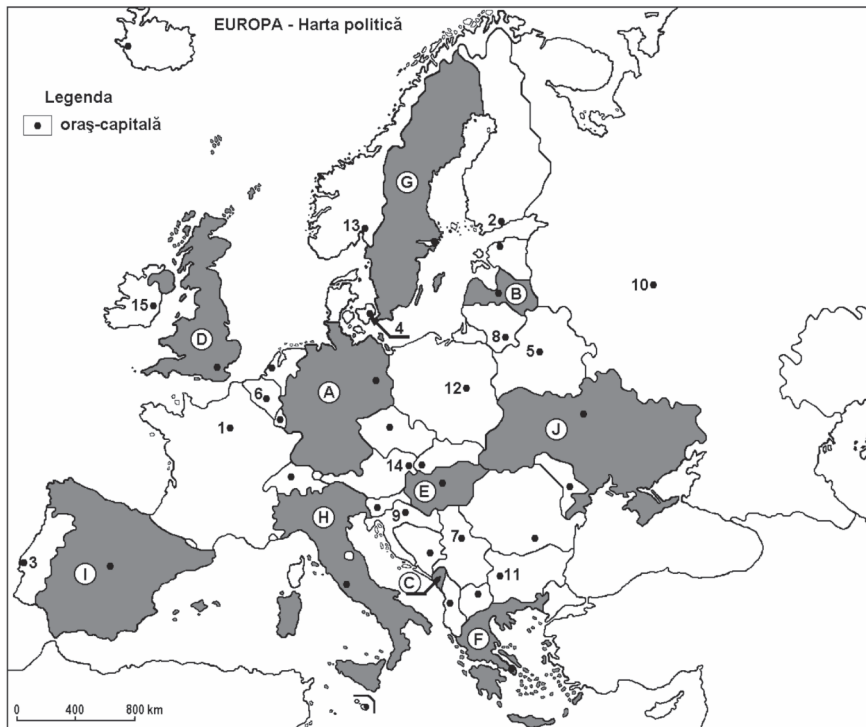 EUROPA - Harta politică
Legenda
oraş-capitală
G
13
2
10
B
15
4
8
5
D
A
12
6
1
J
14
E
H
9
7
3
I
C
11
F
0 400 800 km